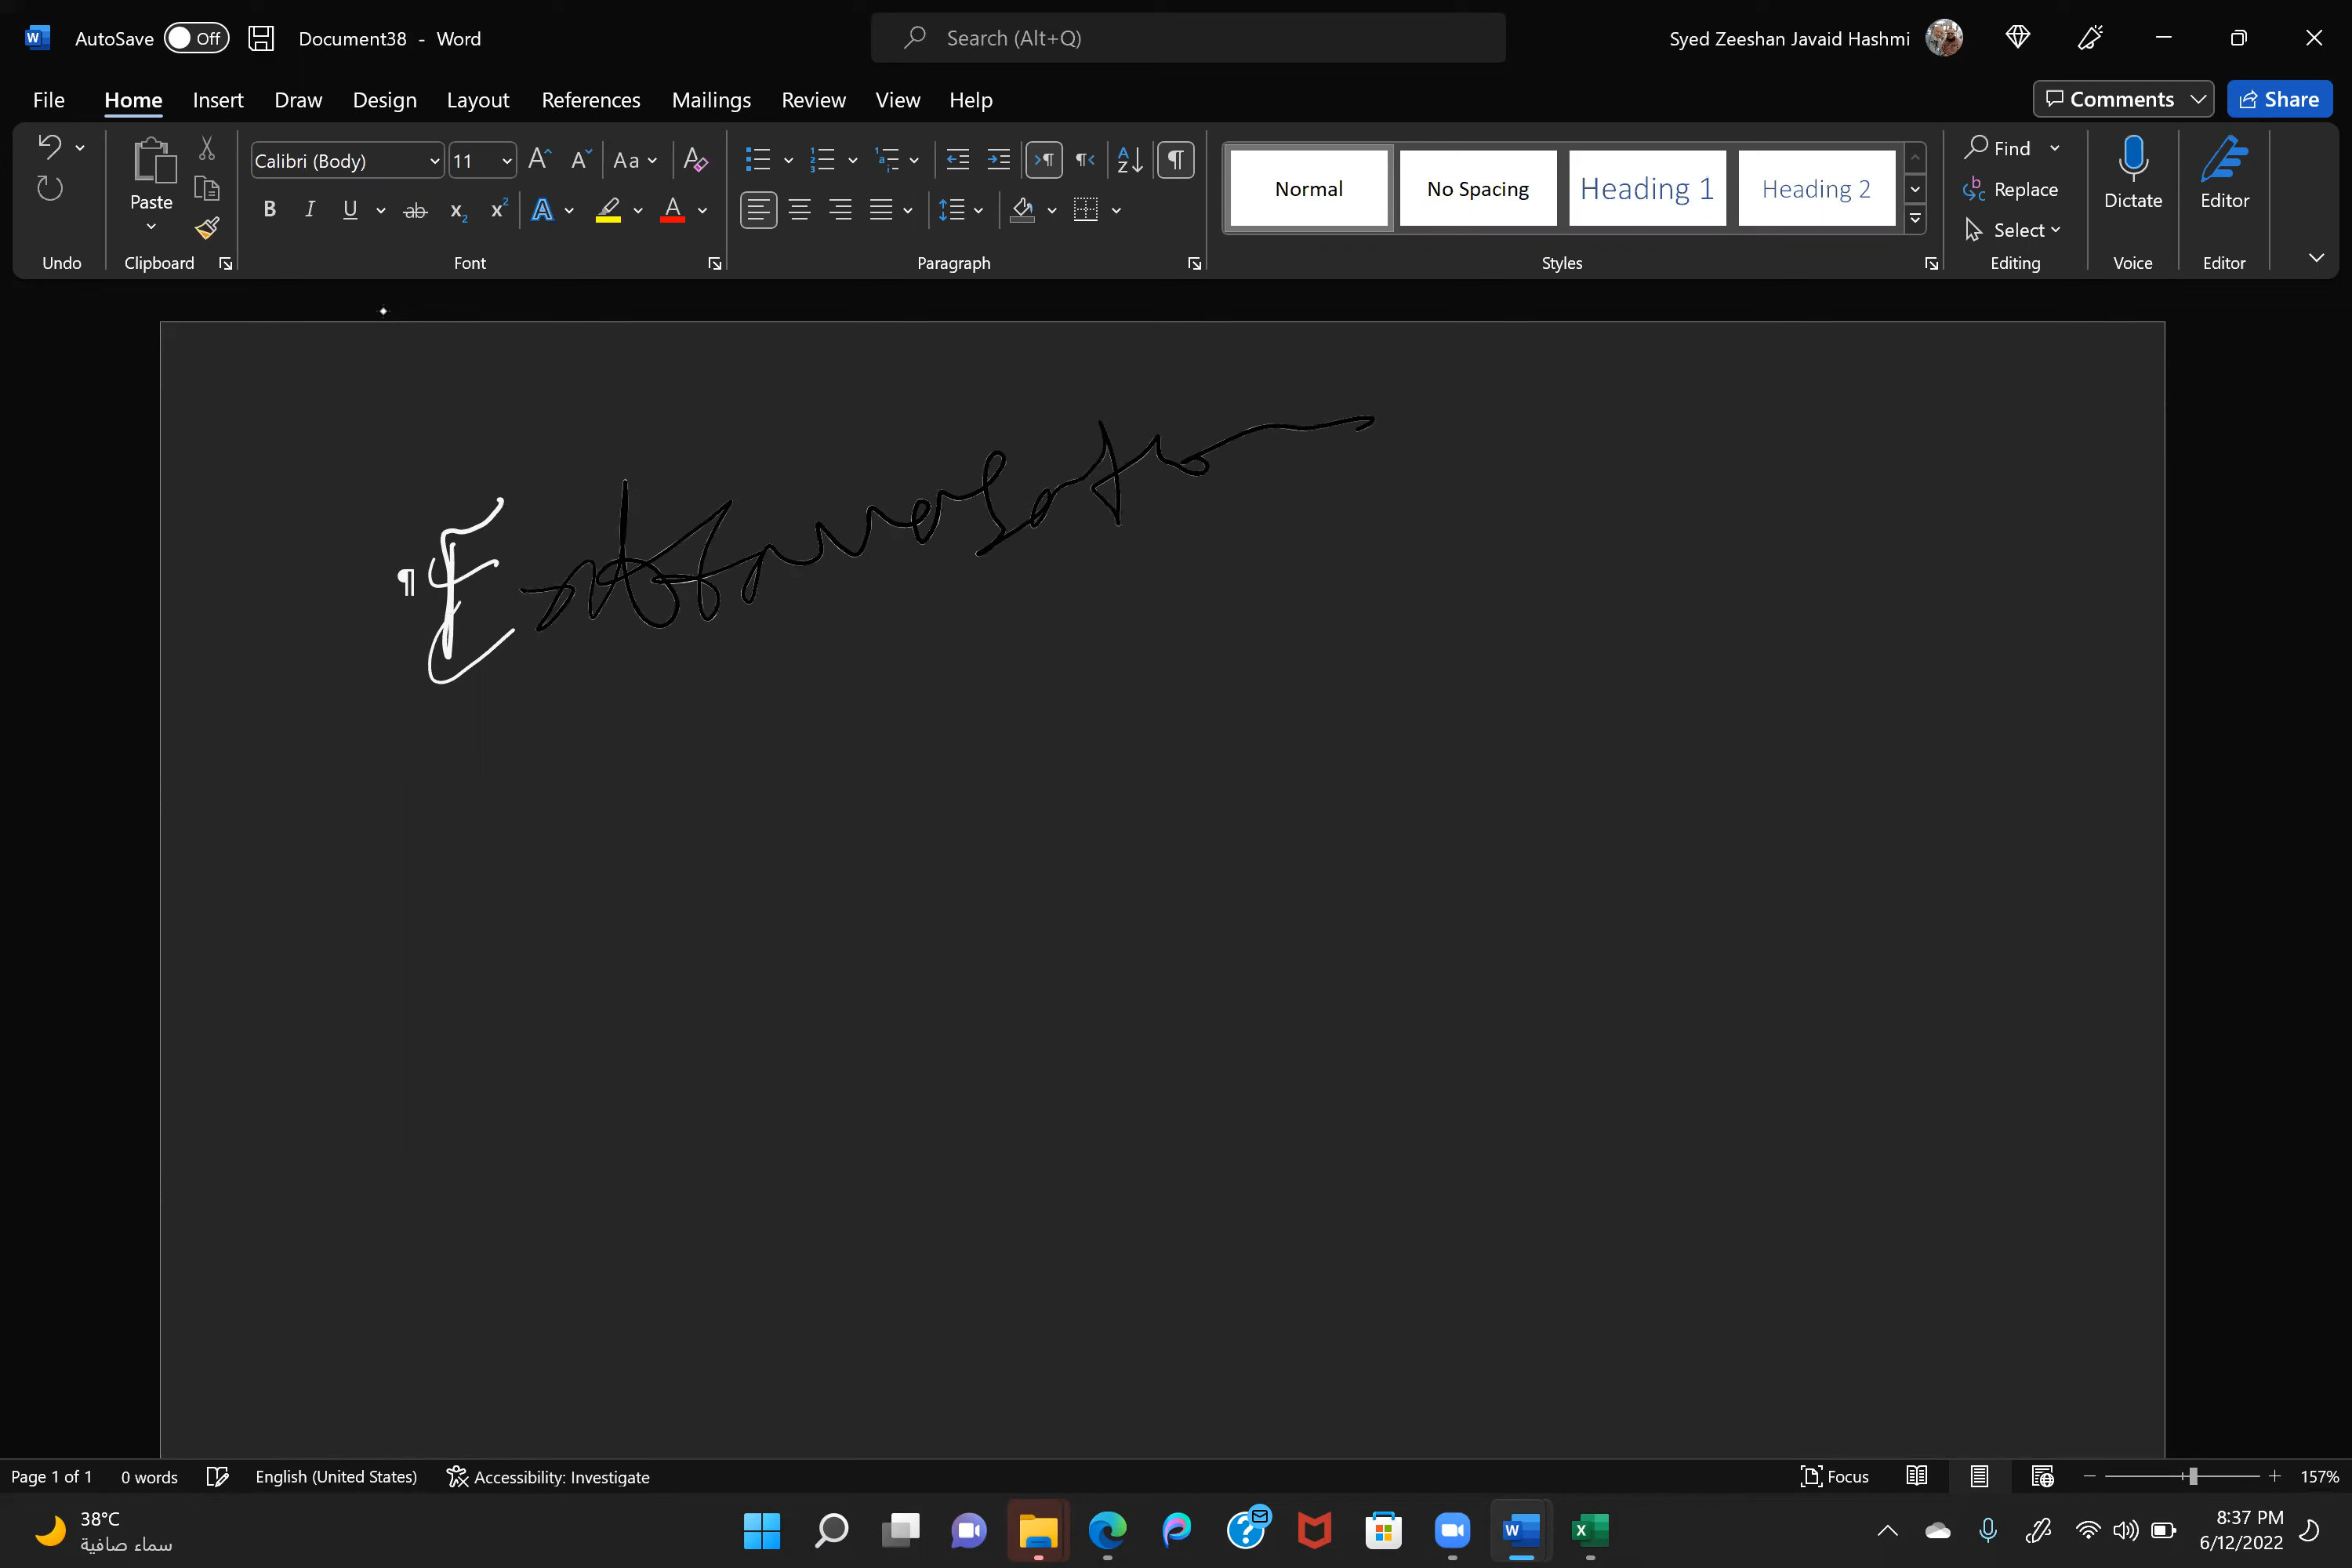 AutoSave Off Document38 - Word Search (Alt+Q) Syed Zeeshan Javaid Hashmi
File Home Insert Draw Design Layout References Mailings Review View Help Comments Share
Calibri (Body) 11 Aa Normal No Spacing Heading 1 Heading 2 Find
Paste Replace Dictate Editor
B I U ab x₂ x² A A Select
Undo Clipboard Font Paragraph Styles Editing Voice Editor
¶
Page 1 of 1 0 words English (United States) Accessibility: Investigate Focus 157%
38°C 8:37 PM
سماء صافية 6/12/2022